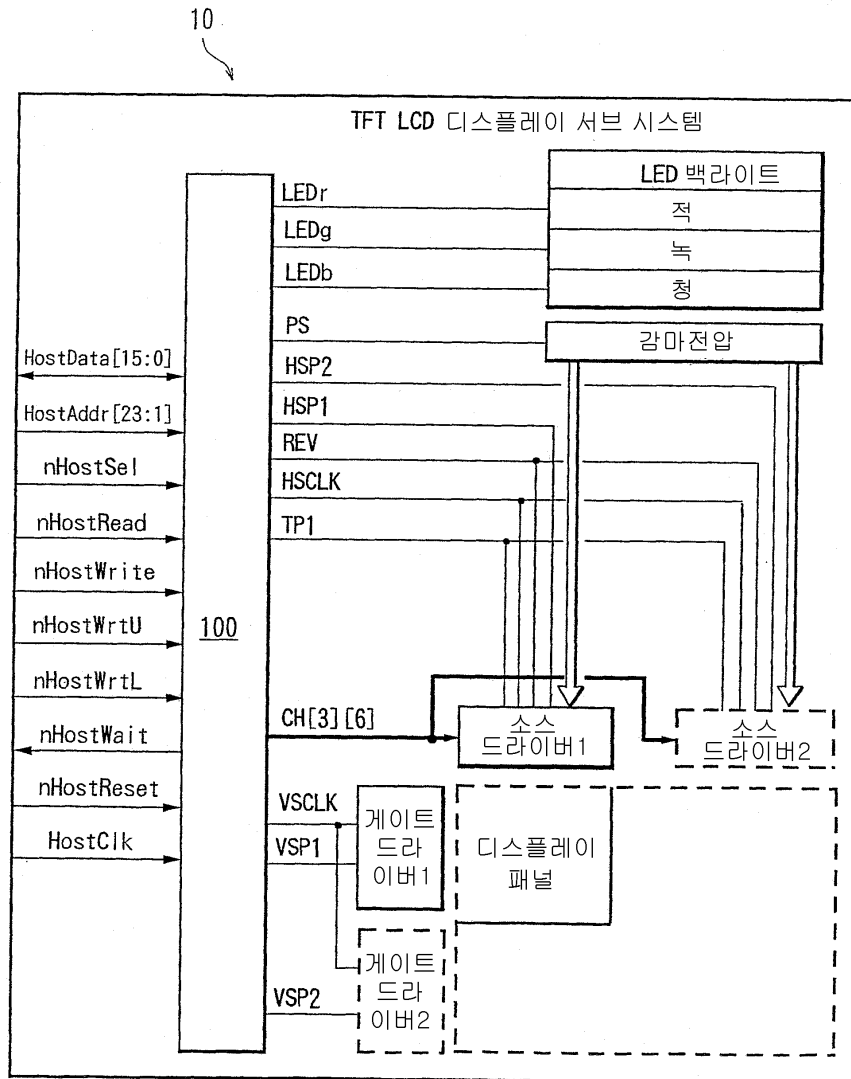 10
TFT LCD 디스플레이 서브 시스템
LED 백라이트
적
녹
청
감마전압
LEDr
LEDg
LEDb
PS
HSP2
HSP1
REV
HSCLK
TP1
HostData[15:0]
HostAddr[23:1]
nHostSel
nHostRead
nHostWrite
nHostWrtU
nHostWrtL
nHostWait
nHostReset
HostClk
100
CH[3][6]
소스
드라이버1
소스
드라이버2
VSCLK
VSP1
VSP2
게이트
드라
이버1
디스플레이
패널
게이트
드라
이버2